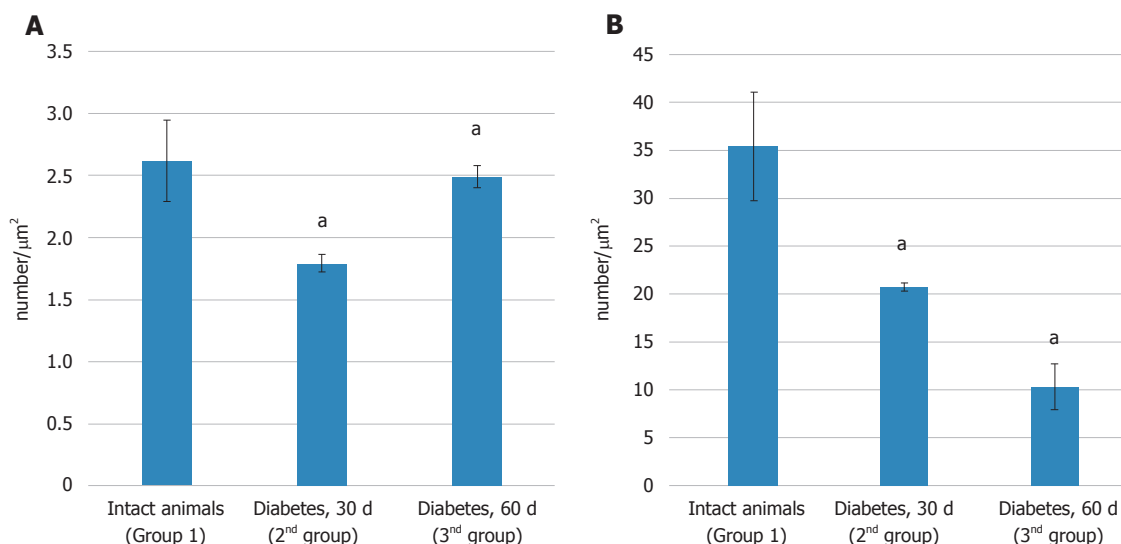 A
3.5
3.0
2.5
2.0
1.5
1.0
0.5
0
number/μm²
a
a
Intact animals
(Group 1)
Diabetes, 30 d
(2nd group)
Diabetes, 60 d
(3nd group)
B
45
40
35
30
25
20
15
10
5
0
number/μm²
a
a
Intact animals
(Group 1)
Diabetes, 30 d
(2nd group)
Diabetes, 60 d
(3nd group)